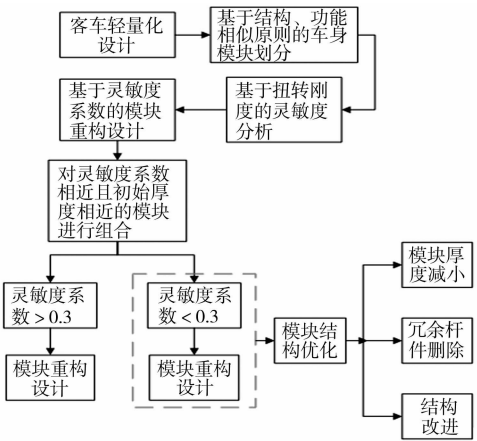 客车轻量化
设计
基于结构、功能
相似原则的车身
模块划分
基于灵敏度
系数的模块
重构设计
基于扭转刚
度的灵敏度
分析
对灵敏度系数
相近且初始厚
度相近的模块
进行组合
灵敏度系
数>0.3
灵敏度系
数<0.3
模块重构
设计
模块重构
设计
模块结
构优化
模块厚
度减小
冗余杆
件删除
结构
改进